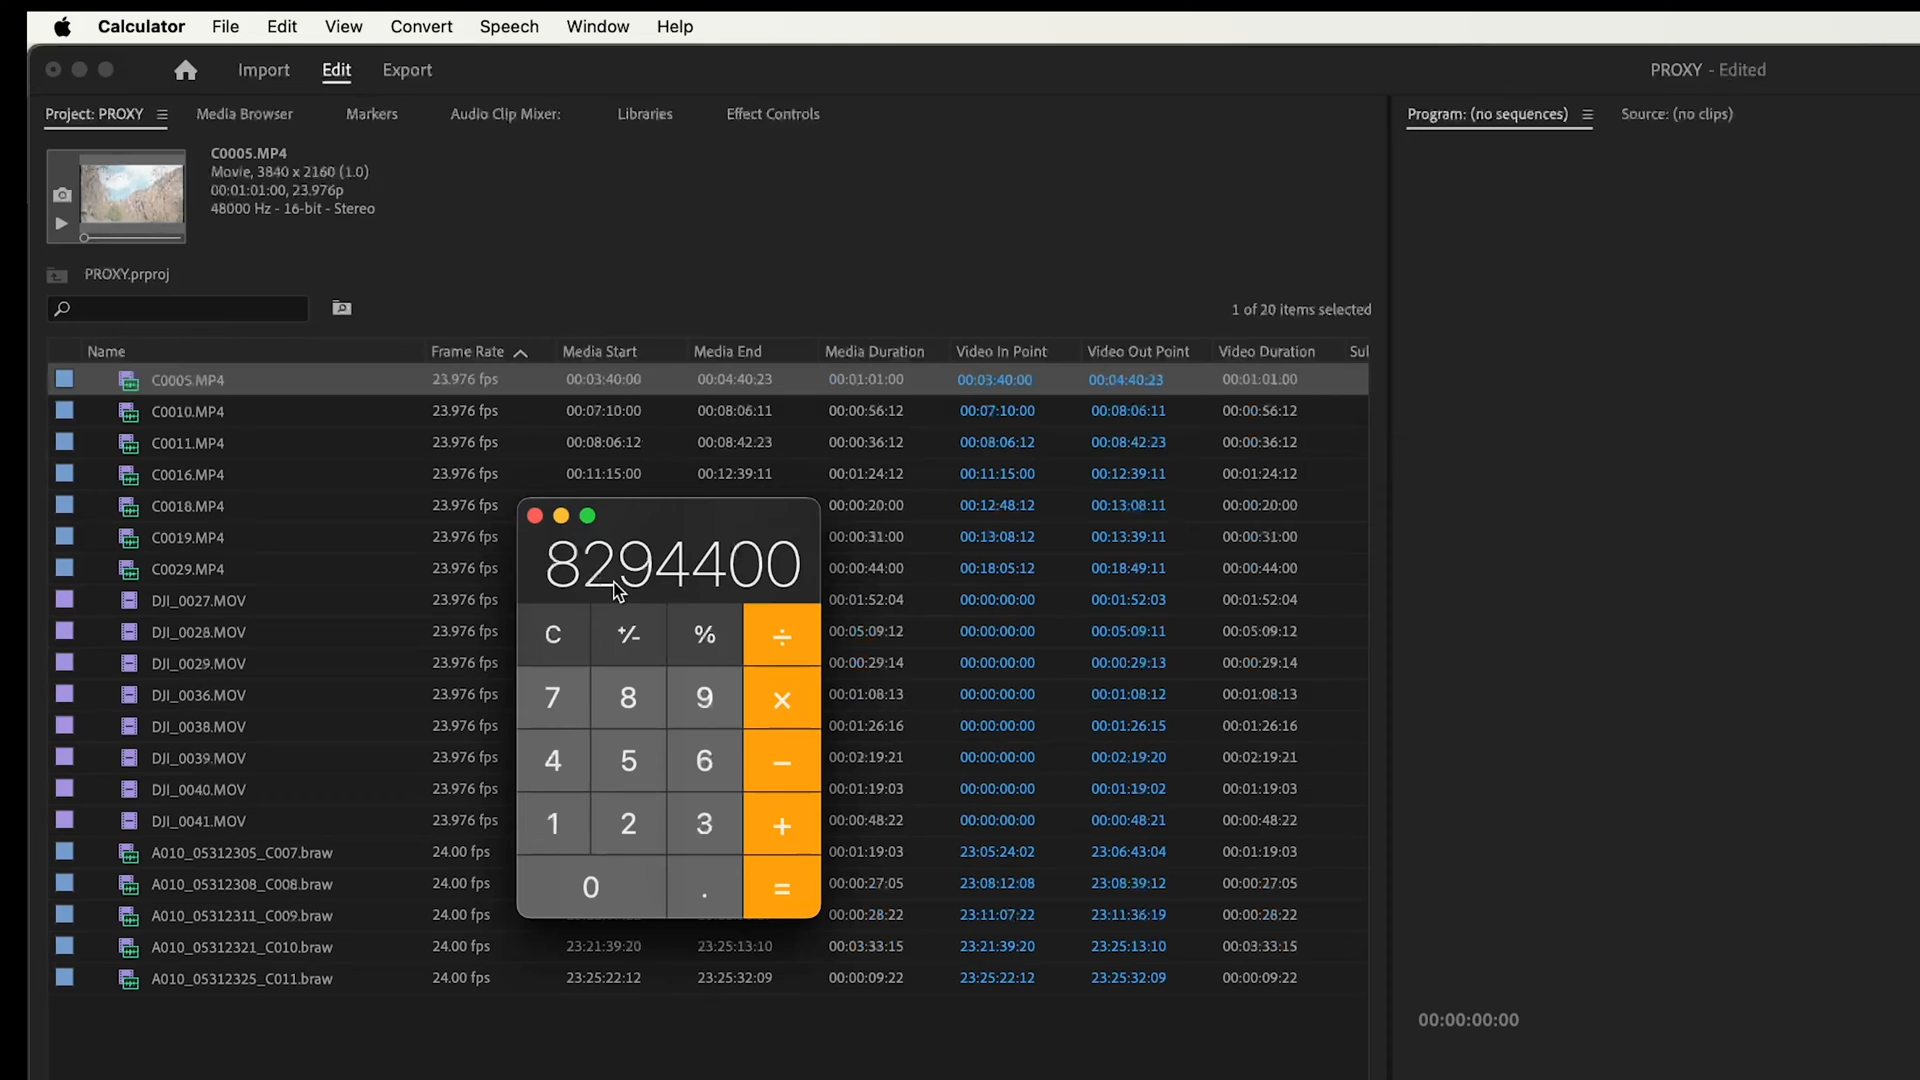 Calculator File Edit View Convert Speech Window Help
Import Edit Export PROXY - Edited
Project: PROXY Media Browser Markers Audio Clip Mixer: Libraries Effect Controls Program: (no sequences) Source: (no clips)
C0005.MP4
Movie, 3840 x 2160 (1.0)
00:01:01:00, 23.976p
48000 Hz - 16-bit - Stereo
PROXY.prproj
1 of 20 items selected
Name Frame Rate Media Start Media End Media Duration Video In Point Video Out Point Video Duration Sul
C0005.MP4 23.976 fps 00:03:40:00 00:04:40:23 00:01:01:00 00:03:40:00 00:04:40:23 00:01:01:00
C0010.MP4 23.976 fps 00:07:10:00 00:08:06:11 00:00:56:12 00:07:10:00 00:08:06:11 00:00:56:12
C0011.MP4 23.976 fps 00:08:06:12 00:08:42:23 00:00:36:12 00:08:06:12 00:08:42:23 00:00:36:12
C0016.MP4 23.976 fps 00:11:15:00 00:12:39:11 00:01:24:12 00:11:15:00 00:12:39:11 00:01:24:12
C0018.MP4 23.976 fps 00:00:20:00 00:12:48:12 00:13:08:11 00:00:20:00
C0019.MP4 23.976 fps 00:00:31:00 00:13:08:12 00:13:39:11 00:00:31:00
C0029.MP4 23.976 fps 00:00:44:00 00:18:05:12 00:18:49:11 00:00:44:00
DJI_0027.MOV 23.976 fps 00:01:52:04 00:00:00:00 00:01:52:03 00:01:52:04
DJI_0028.MOV 23.976 fps 00:05:09:12 00:00:00:00 00:05:09:11 00:05:09:12
DJI_0029.MOV 23.976 fps 00:00:29:14 00:00:00:00 00:00:29:13 00:00:29:14
DJI_0036.MOV 23.976 fps 00:01:08:13 00:00:00:00 00:01:08:12 00:01:08:13
DJI_0038.MOV 23.976 fps 00:01:26:16 00:00:00:00 00:01:26:15 00:01:26:16
DJI_0039.MOV 23.976 fps 00:02:19:21 00:00:00:00 00:02:19:20 00:02:19:21
DJI_0040.MOV 23.976 fps 00:01:19:03 00:00:00:00 00:01:19:02 00:01:19:03
DJI_0041.MOV 23.976 fps 00:00:48:22 00:00:00:00 00:00:48:21 00:00:48:22
A010_05312305_C007.braw 24.00 fps 00:01:19:03 23:05:24:02 23:06:43:04 00:01:19:03
A010_05312308_C008.braw 24.00 fps 00:00:27:05 23:08:12:08 23:08:39:12 00:00:27:05
A010_05312311_C009.braw 24.00 fps 00:00:28:22 23:11:07:22 23:11:36:19 00:00:28:22
A010_05312321_C010.braw 24.00 fps 23:21:39:20 23:25:13:10 00:03:33:15 23:21:39:20 23:25:13:10 00:03:33:15
A010_05312325_C011.braw 24.00 fps 23:25:22:12 23:25:32:09 00:00:09:22 23:25:22:12 23:25:32:09 00:00:09:22
8294400
C +/- % ÷
7 8 9 ×
4 5 6 −
1 2 3 +
0 . =
00:00:00:00